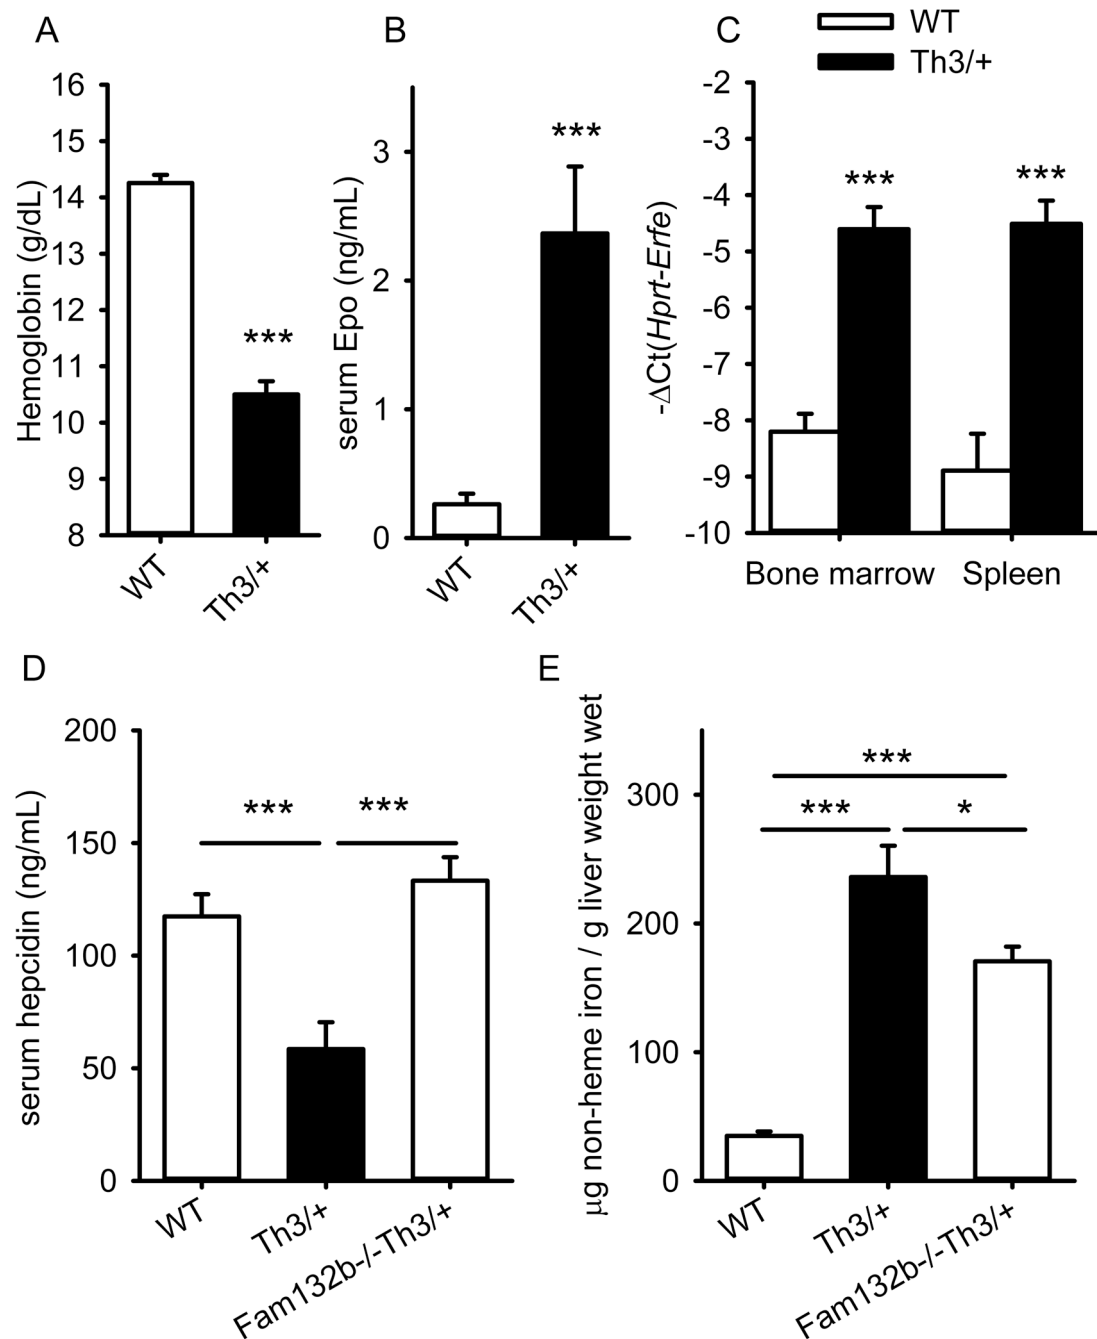 A
Hemoglobin (g/dL)
16
15
14
13
12
11
10
9
8
***
WT
Th3/+
B
serum Epo (ng/mL)
3
2
1
0
***
WT
Th3/+
C
WT
Th3/+
-ΔCt(Hprt-Erfe)
-2
-3
-4
-5
-6
-7
-8
-9
-10
***
***
Bone marrow
Spleen
D
serum hepcidin (ng/mL)
200
150
100
50
0
***
***
WT
Th3/+
Fam132b-/-Th3/+
E
µg non-heme iron / g liver weight wet
300
200
100
0
***
***
*
WT
Th3/+
Fam132b-/-Th3/+